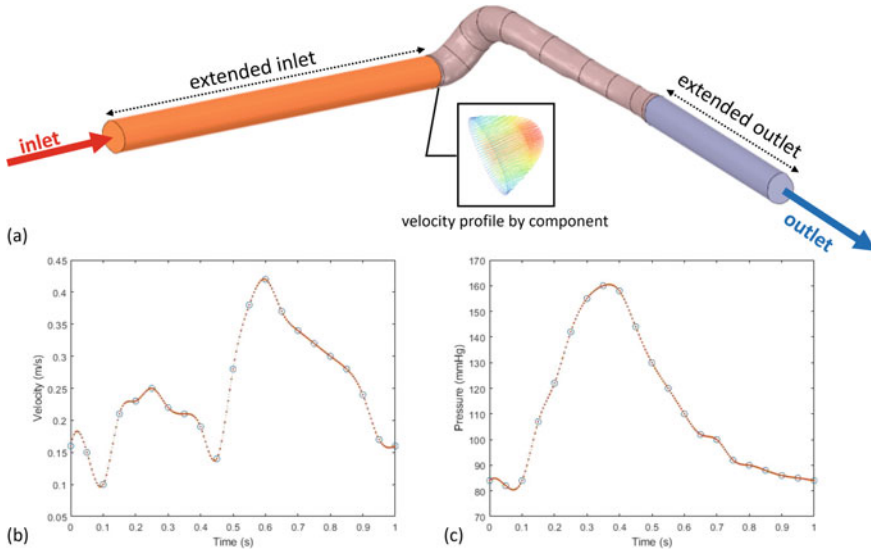 extended inlet
inlet
extended outlet
outlet
velocity profile by component
(a)
0.45
0.4
0.35
0.3
0.25
0.2
0.15
0.1
0.05
Velocity (m/s)
0 0.1 0.2 0.3 0.4 0.5 0.6 0.7 0.8 0.9 1
Time (s)
(b)
170
160
150
140
130
120
110
100
90
80
70
Pressure (mmHg)
0 0.1 0.2 0.3 0.4 0.5 0.6 0.7 0.8 0.9 1
Time (s)
(c)